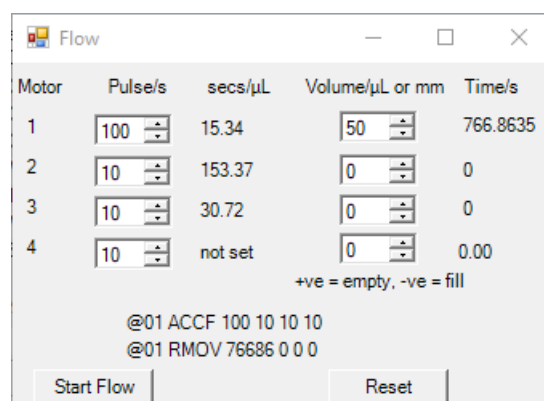 Flow
Motor Pulse/s secs/µL Volume/µL or mm Time/s
1 100 15.34 50 766.8635
2 10 153.37 0 0
3 10 30.72 0 0
4 10 not set 0 0.00
+ve = empty, -ve = fill
@01 ACCF 100 10 10 10
@01 RMOV 76686 0 0 0
Start Flow Reset